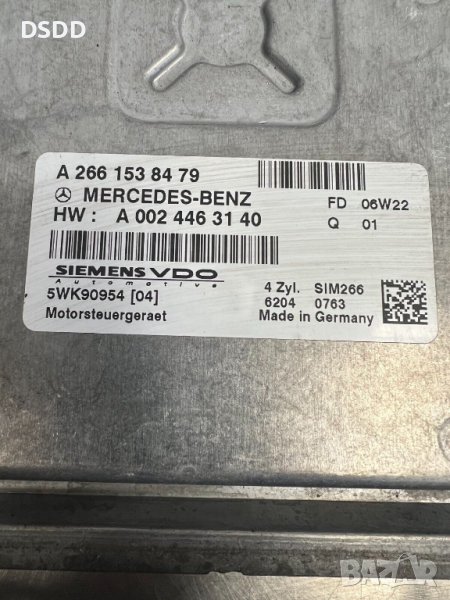 DSDD
A 266 153 84 79
MERCEDES-BENZ
FD 06W22
HW : A 002 446 31 40
Q 01
SIEMENS VDO
Automotive
5WK90954 [04]
4 Zyl. SIM266
6204 0763
Motorsteuergeraet
Made in Germany
BAZAR